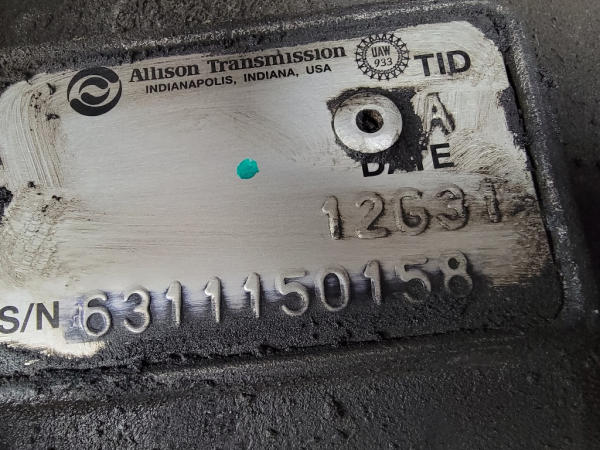 Allison Transmission
INDIANAPOLIS, INDIANA, USA
UAW
933
TID
A
DATE
12G31
S/N 6311150158